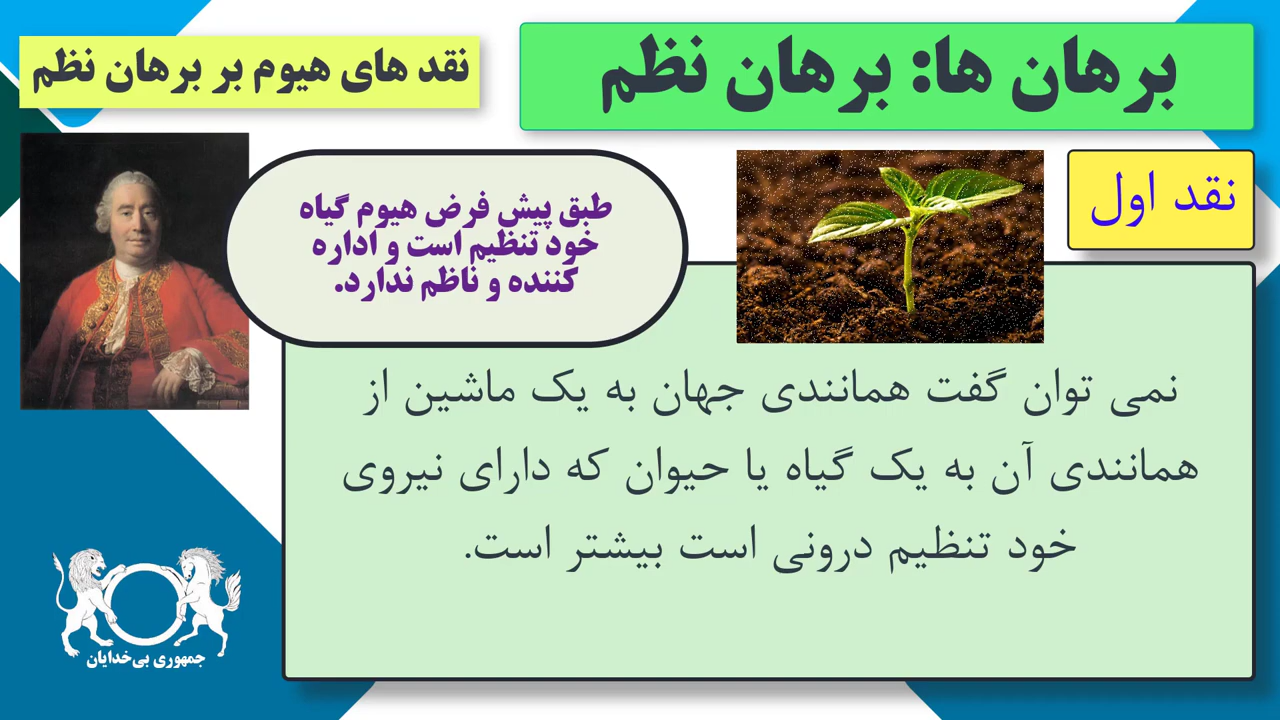 برهان ها: برهان نظم
نقد های هیوم بر برهان نظم
نقد اول
طبق پیش فرض هیوم گیاه
خود تنظیم است و اداره
کننده و ناظم ندارد.
نمی توان گفت همانندی جهان به یک ماشین از
همانندی آن به یک گیاه یا حیوان که دارای نیروی
خود تنظیم درونی است بیشتر است.
جمهوری بی‌خدایان